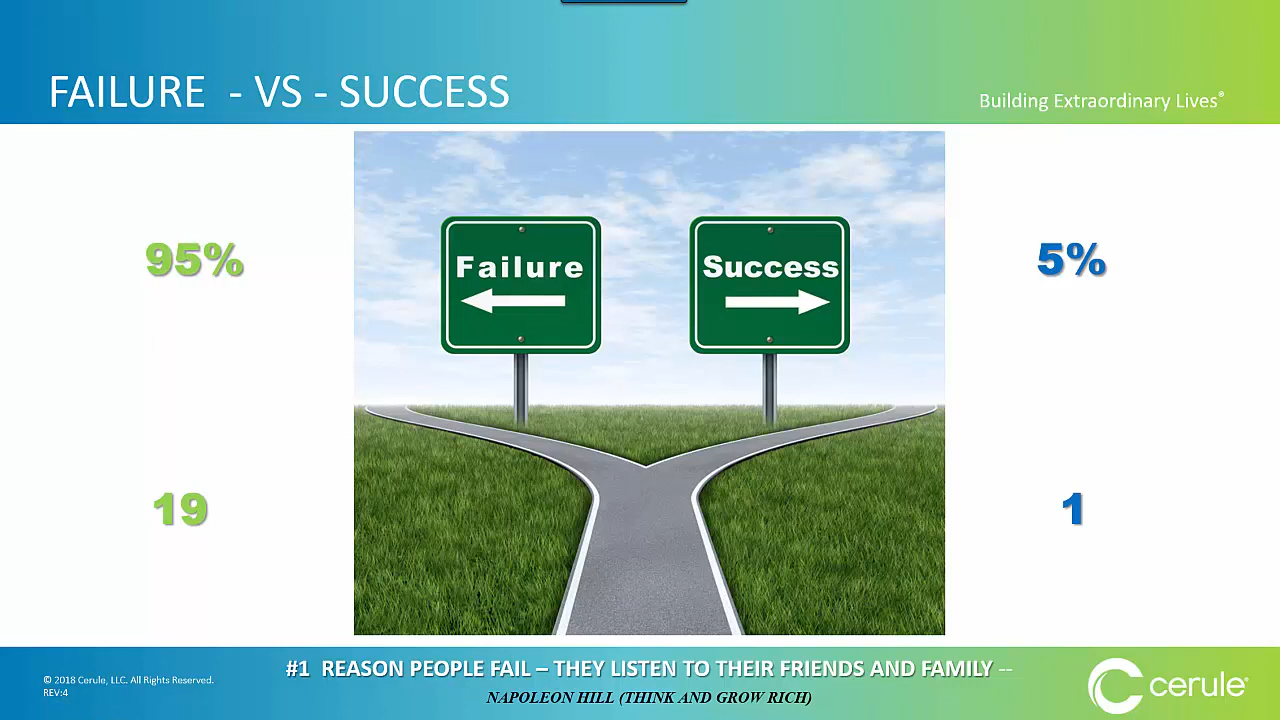 FAILURE - VS - SUCCESS
Building Extraordinary Lives®
95%
Failure
Success
5%
19
1
#1 REASON PEOPLE FAIL – THEY LISTEN TO THEIR FRIENDS AND FAMILY --
NAPOLEON HILL (THINK AND GROW RICH)
© 2018 Cerule, LLC. All Rights Reserved.
REV:4
cerule®